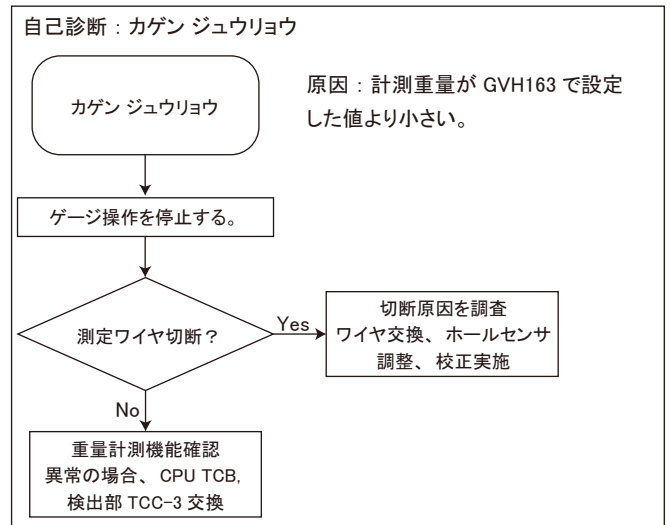 自己診断：カゲン ジュウリョウ
カゲン ジュウリョウ
原因：計測重量が GVH163 で設定
した値より小さい。
ゲージ操作を停止する。
測定ワイヤ切断？
Yes
切断原因を調査
ワイヤ交換、ホールセンサ
調整、校正実施
No
重量計測機能確認
異常の場合、CPU TCB,
検出部 TCC-3 交換